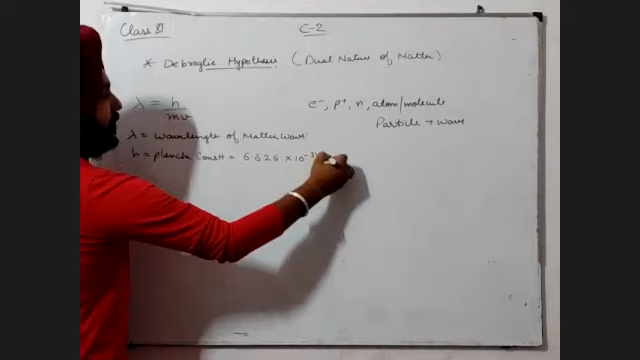 Class XI
C-2
* Debroglie Hypothesis (Dual Nature of Matter)
λ = h/mv
e⁻, p⁺, n, atom/molecule
Particle + wave
λ = wavelength of Matter wave
h = planck constt = 6.626 × 10⁻³⁴